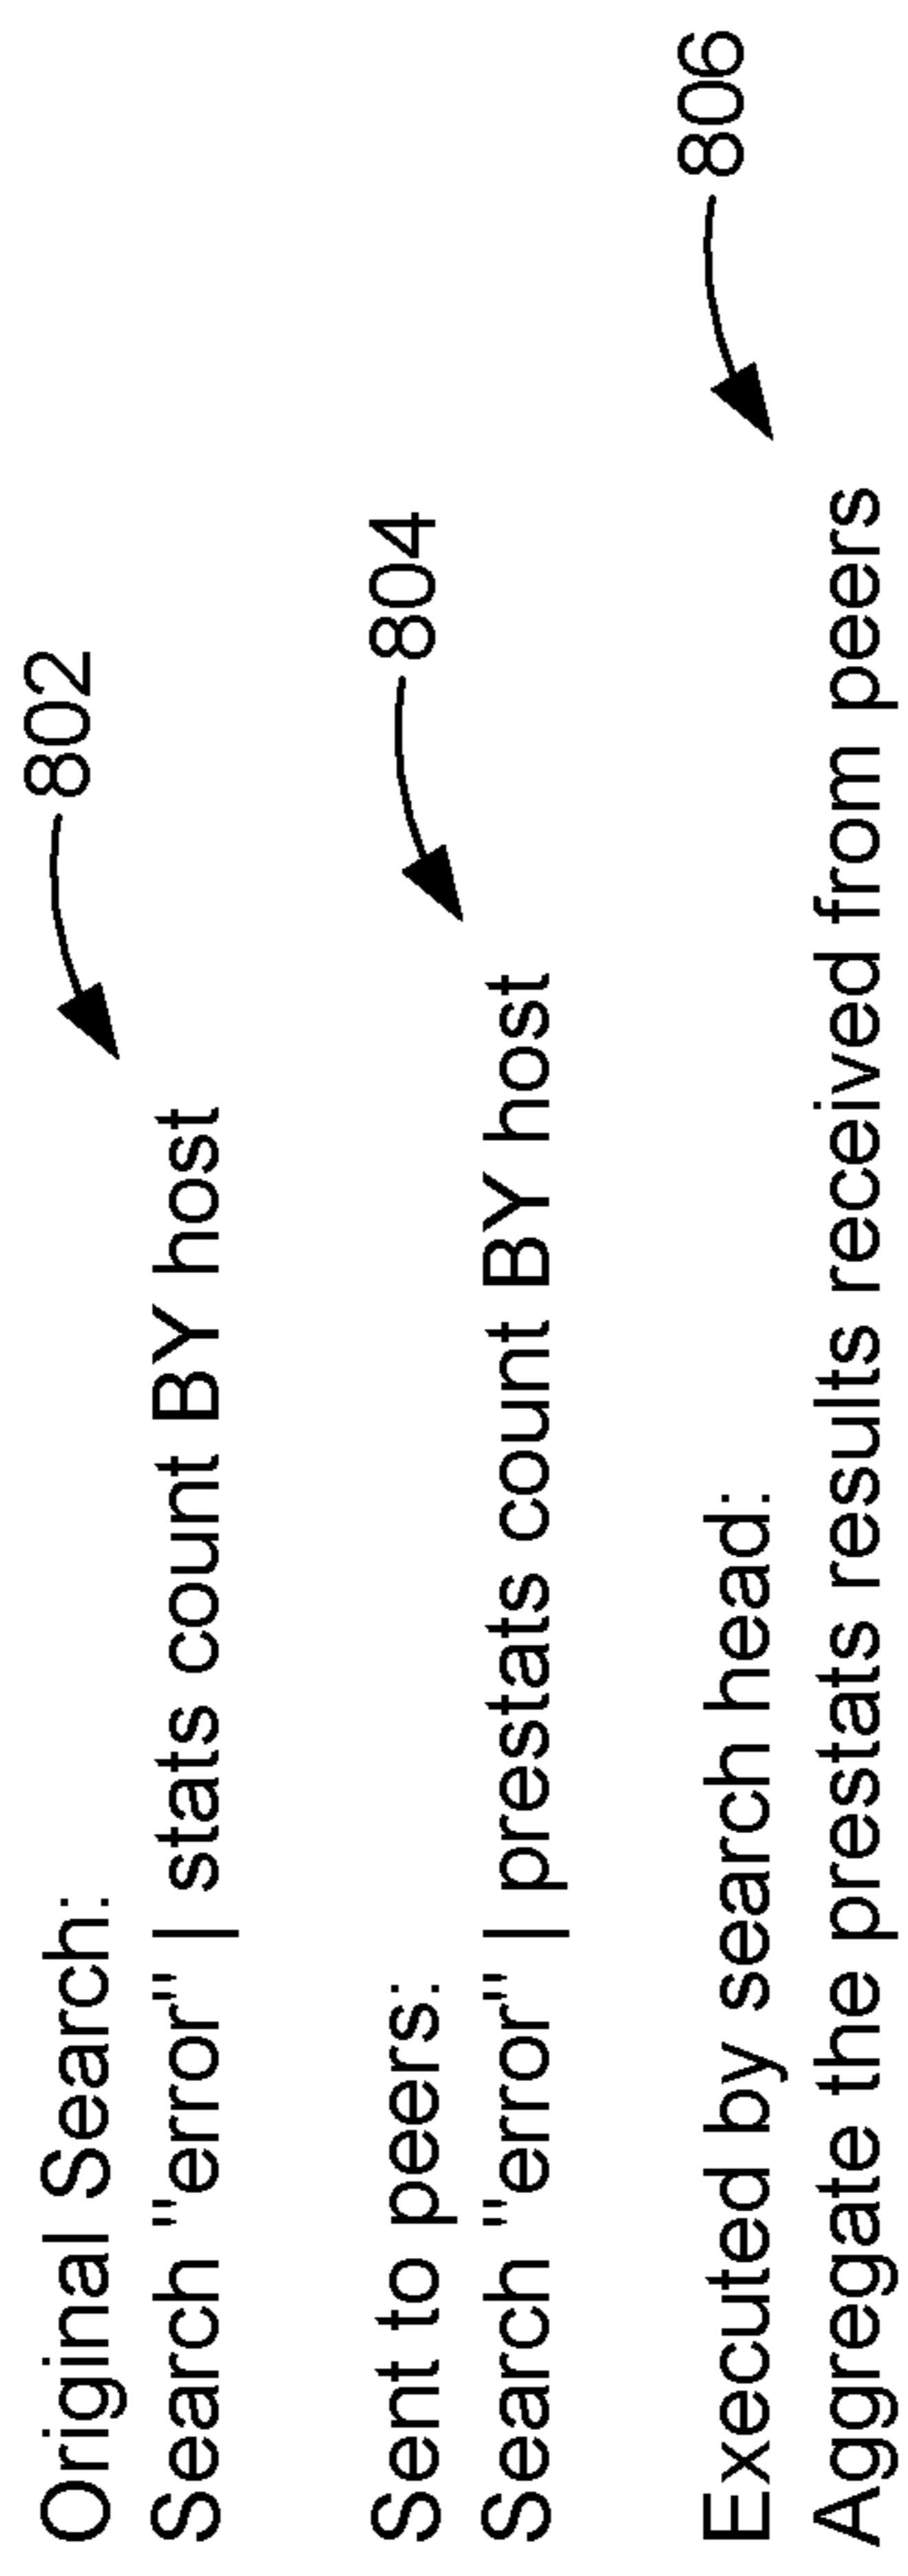 Original Search:
802
Search "error" | stats count BY host
Sent to peers:
804
Search "error" | prestats count BY host
Executed by search head:
806
Aggregate the prestats results received from peers